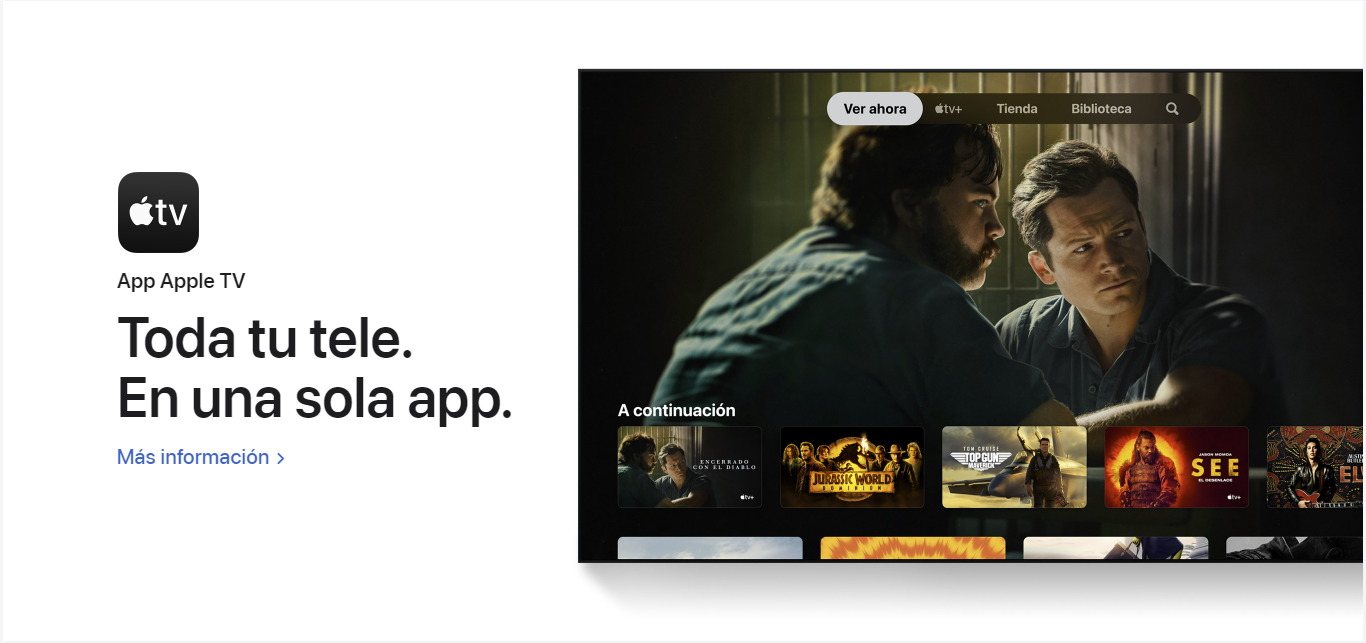 tv
App Apple TV
Toda tu tele.
En una sola app.
Más información >
Ver ahora
tv+
Tienda
Biblioteca
A continuación
ENCERRADO
CON EL DIABLO
tv+
JURASSIC WORLD
DOMINION
TOM CRUISE
TOP GUN
MAVERICK
JASON MOMOA
SEE
EL DESENLACE
tv+